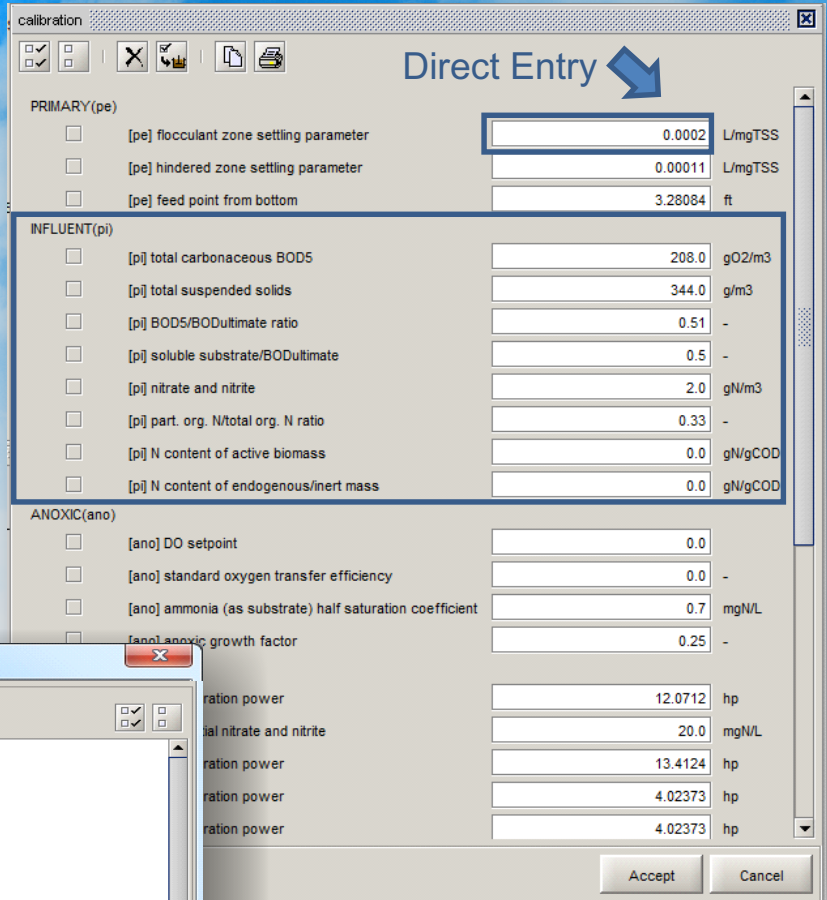 calibration
Direct Entry
PRIMARY(pe)
[pe] flocculant zone settling parameter 0.0002 L/mgTSS
[pe] hindered zone settling parameter 0.00011 L/mgTSS
[pe] feed point from bottom 3.28084 ft
INFLUENT(pi)
[pi] total carbonaceous BOD5 208.0 gO2/m3
[pi] total suspended solids 344.0 g/m3
[pi] BOD5/BODultimate ratio 0.51 -
[pi] soluble substrate/BODultimate 0.5 -
[pi] nitrate and nitrite 2.0 gN/m3
[pi] part. org. N/total org. N ratio 0.33 -
[pi] N content of active biomass 0.0 gN/gCOD
[pi] N content of endogenous/inert mass 0.0 gN/gCOD
ANOXIC(ano)
[ano] DO setpoint 0.0
[ano] standard oxygen transfer efficiency 0.0 -
[ano] ammonia (as substrate) half saturation coefficient 0.7 mgN/L
[ano] anoxic growth factor 0.25 -
ration power 12.0712 hp
ial nitrate and nitrite 20.0 mgN/L
ration power 13.4124 hp
ration power 4.02373 hp
ration power 4.02373 hp
Accept Cancel